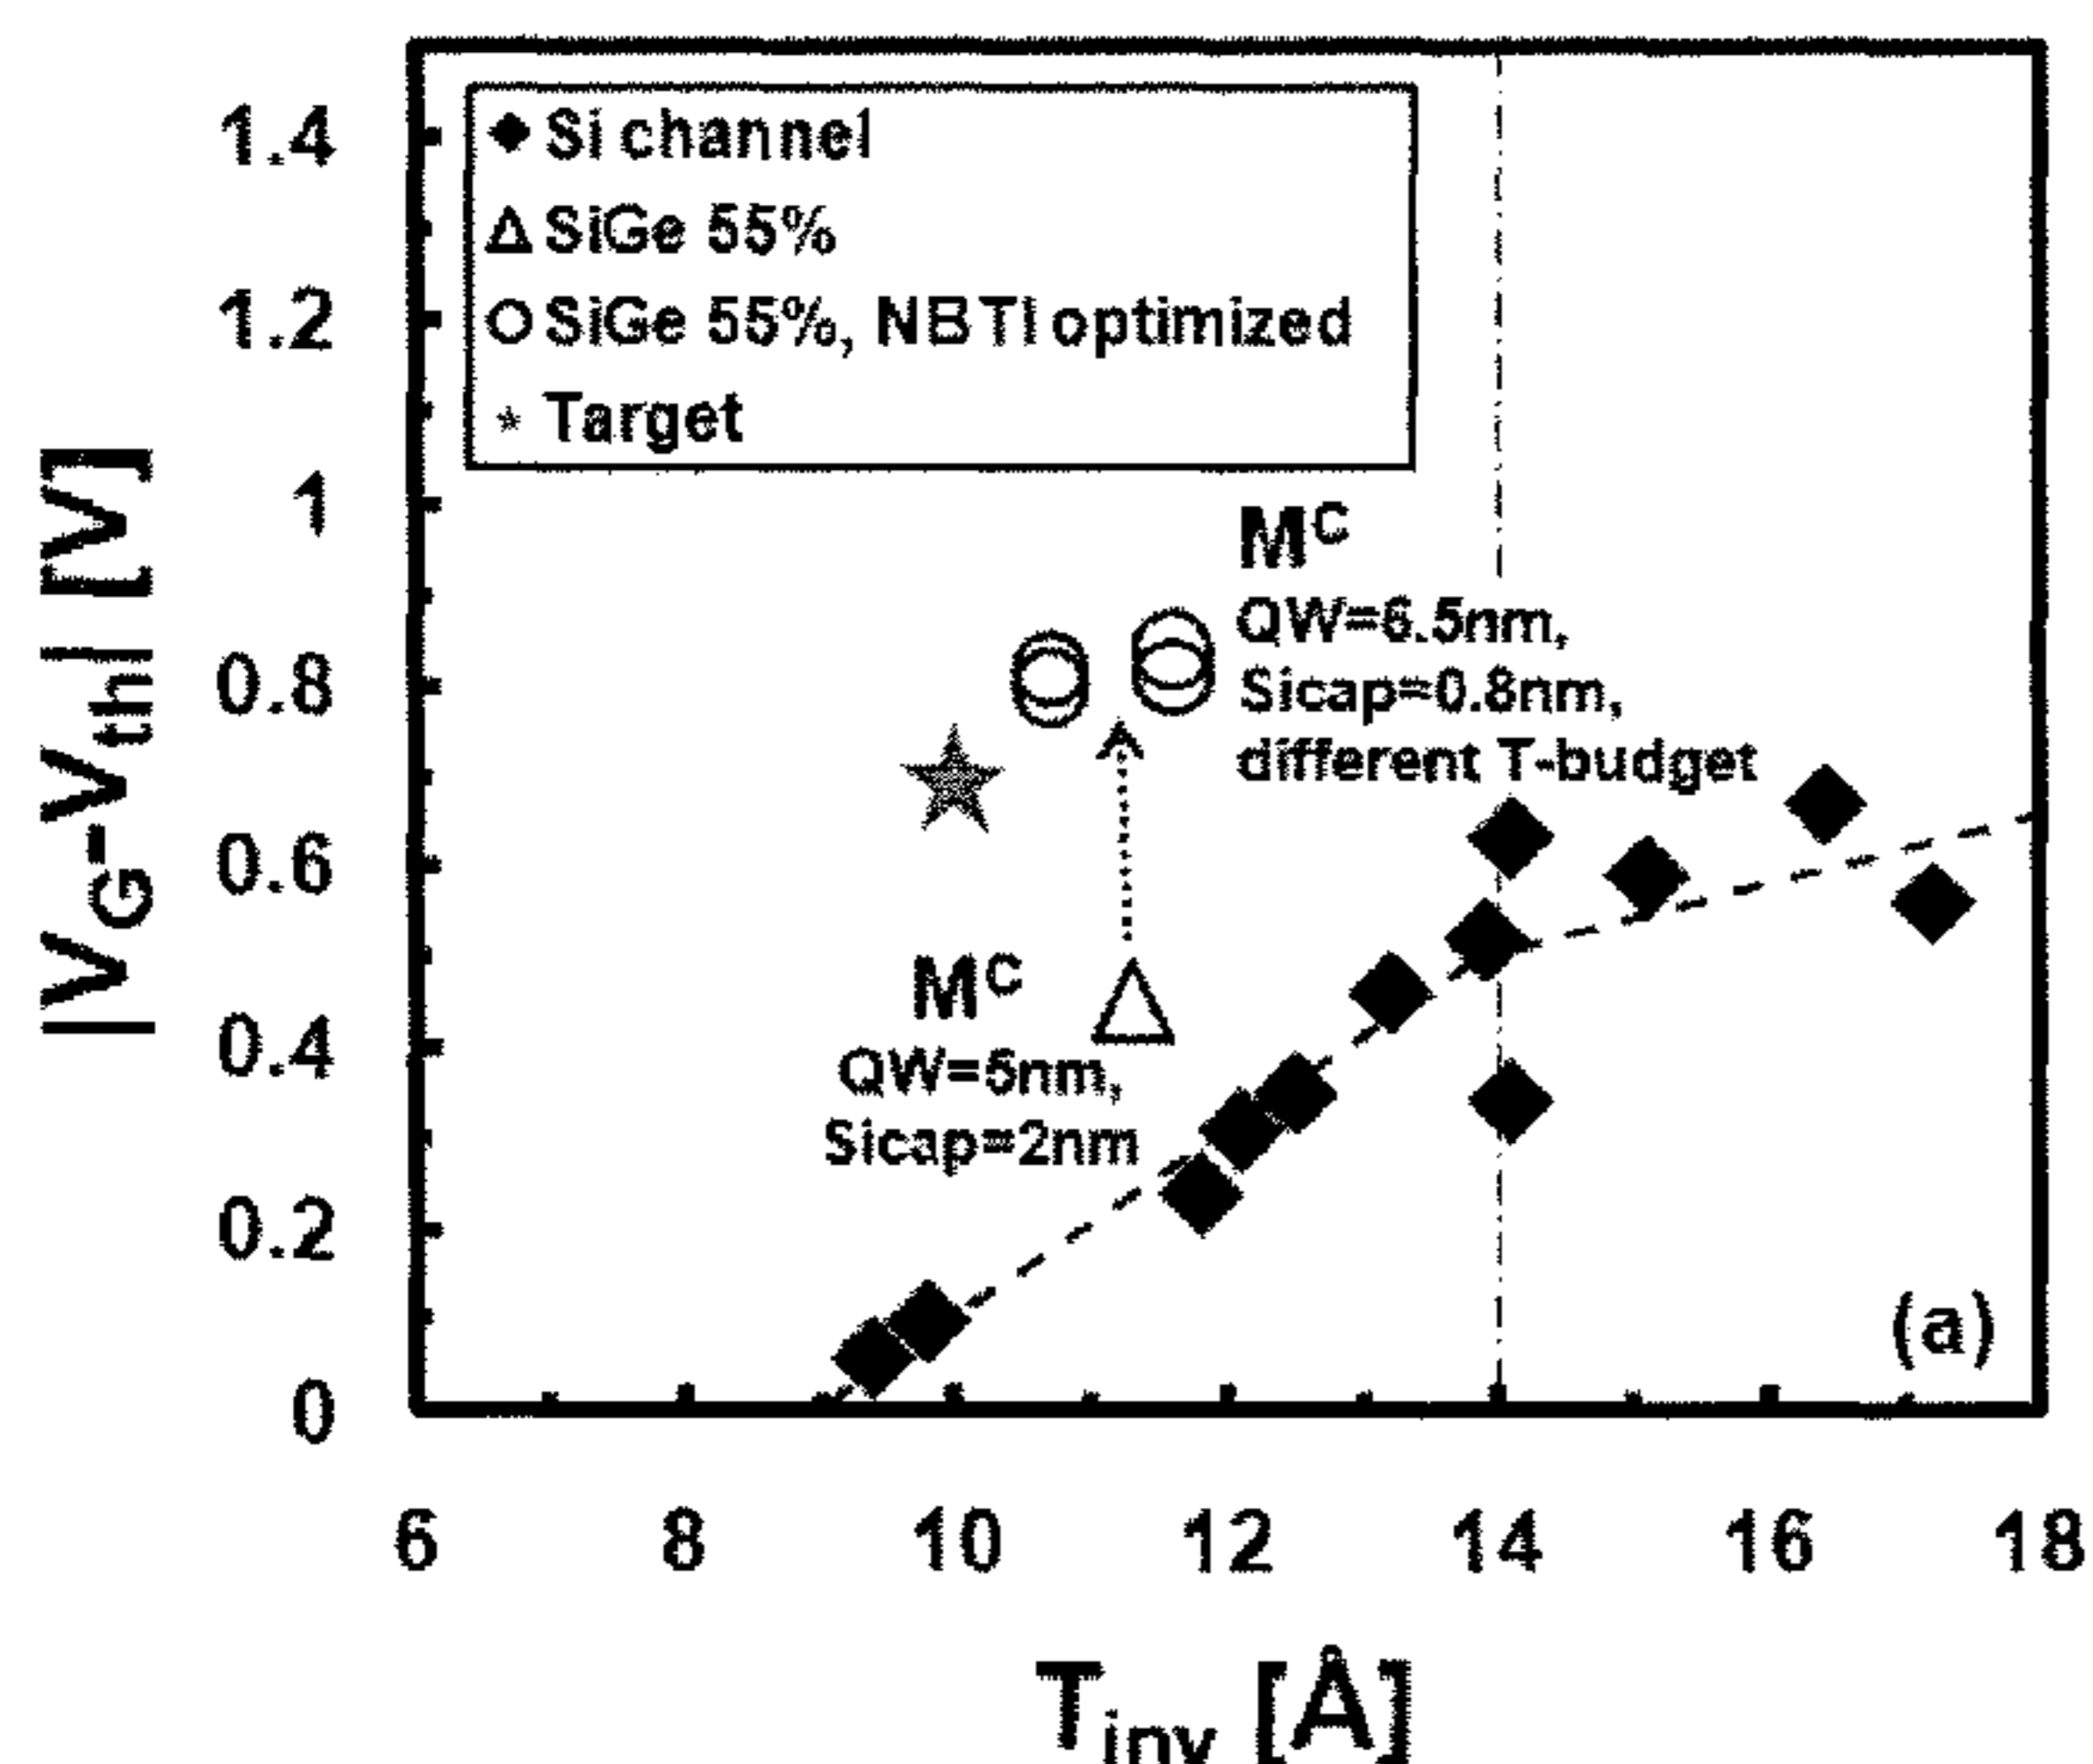 |V_G-V_th| [V]
1.4
1.2
1
0.8
0.6
0.4
0.2
0
Si channel
SiGe 55%
SiGe 55%, NBTI optimized
Target
M^C
QW=6.5nm,
Sicap=0.8nm,
different T-budget
M^C
QW=5nm,
Sicap=2nm
(a)
6 8 10 12 14 16 18
T_inv [Å]